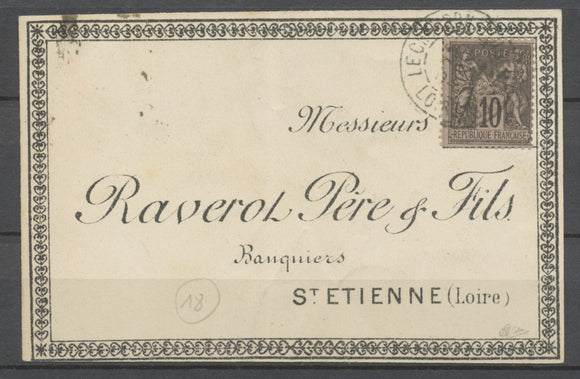 POSTE
10
REPUBLIQUE FRANÇAISE
Messieurs
Raverot Père & Fils.
Banquiers
ST ETIENNE (Loire)
18